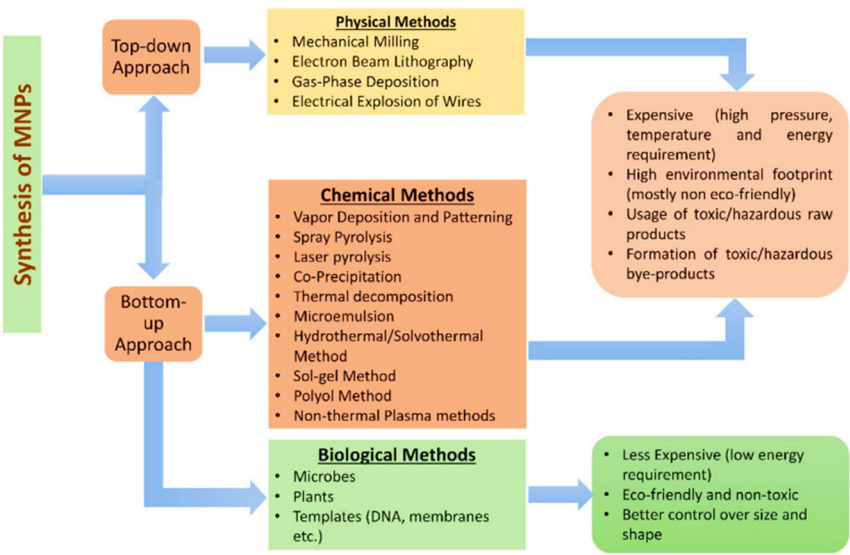 Synthesis of MNPs
Top-down
Approach
Physical Methods
• Mechanical Milling
• Electron Beam Lithography
• Gas-Phase Deposition
• Electrical Explosion of Wires
• Expensive (high pressure,
temperature and energy
requirement)
• High environmental footprint
(mostly non eco-friendly)
• Usage of toxic/hazardous raw
products
• Formation of toxic/hazardous
bye-products
Bottom-
up
Approach
Chemical Methods
• Vapor Deposition and Patterning
• Spray Pyrolysis
• Laser pyrolysis
• Co-Precipitation
• Thermal decomposition
• Microemulsion
• Hydrothermal/Solvothermal
Method
• Sol-gel Method
• Polyol Method
• Non-thermal Plasma methods
Biological Methods
• Microbes
• Plants
• Templates (DNA, membranes
etc.)
• Less Expensive (low energy
requirement)
• Eco-friendly and non-toxic
• Better control over size and
shape